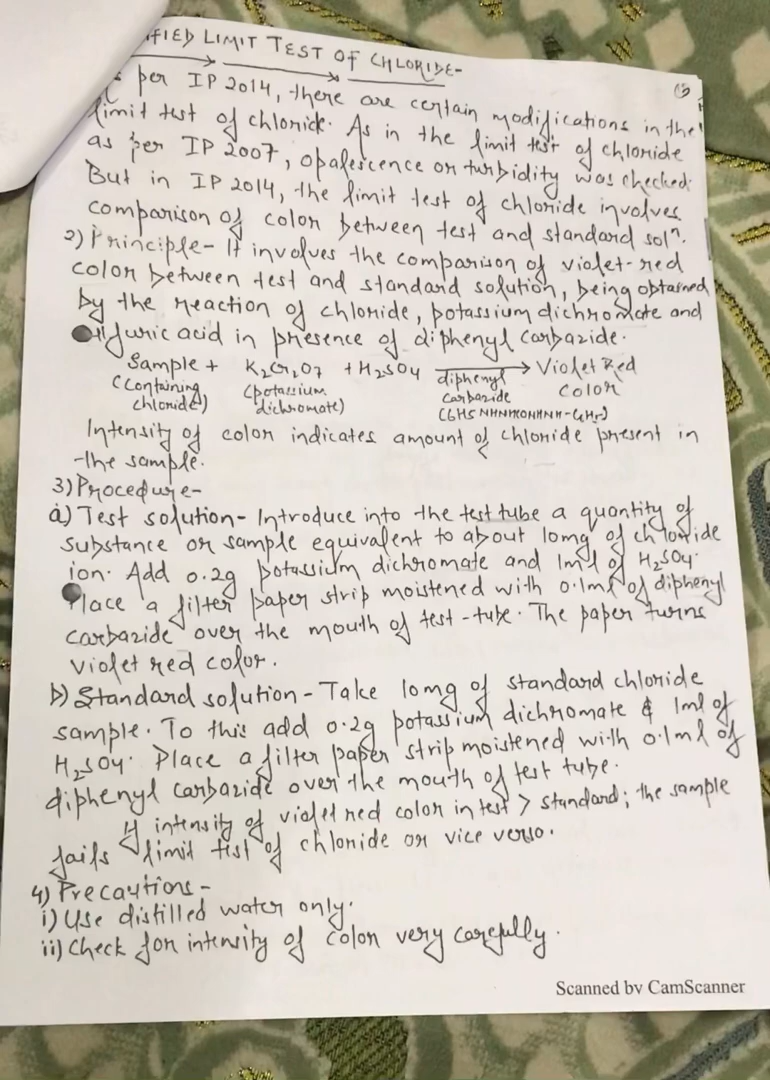 FIED LIMIT TEST OF CHLORIDE-
per IP 2014, there are certain modifications in the
limit test of chloride. As in the limit test of chloride
as per IP 2007, opalescence or turbidity was checked.
But in IP 2014, the limit test of chloride involves
comparison of color between test and standard solⁿ.
2) Principle- It involves the comparison of violet-red
color between test and standard solution, being obtained
by the reaction of chloride, potassium dichromate and
furic acid in presence of diphenyl carbazide.
Sample + K₂Cr₂O₇ + H₂SO₄ → Violet Red
(Containing (potassium diphenyl Color
chloride) dichromate) carbazide
Intensity of color indicates amount of chloride present in
the sample.
3) Procedure-
a) Test solution- Introduce into the test tube a quantity of
substance or sample equivalent to about 10mg of chloride
ion. Add 0.2g potassium dichromate and 1ml of H₂SO₄.
Place a filter paper strip moistened with 0.1ml of diphenyl
carbazide over the mouth of test-tube. The paper turns
violet red color.
b) Standard solution- Take 10mg of standard chloride
sample. To this add 0.2g potassium dichromate & 1ml of
H₂SO₄. Place a filter paper strip moistened with 0.1ml of
diphenyl carbazide over the mouth of test tube.
If intensity of violet red color in test > standard; the sample
fails limit test of chloride or vice verso.
4) Precautions-
i) Use distilled water only.
ii) Check for intensity of color very carefully.
Scanned by CamScanner